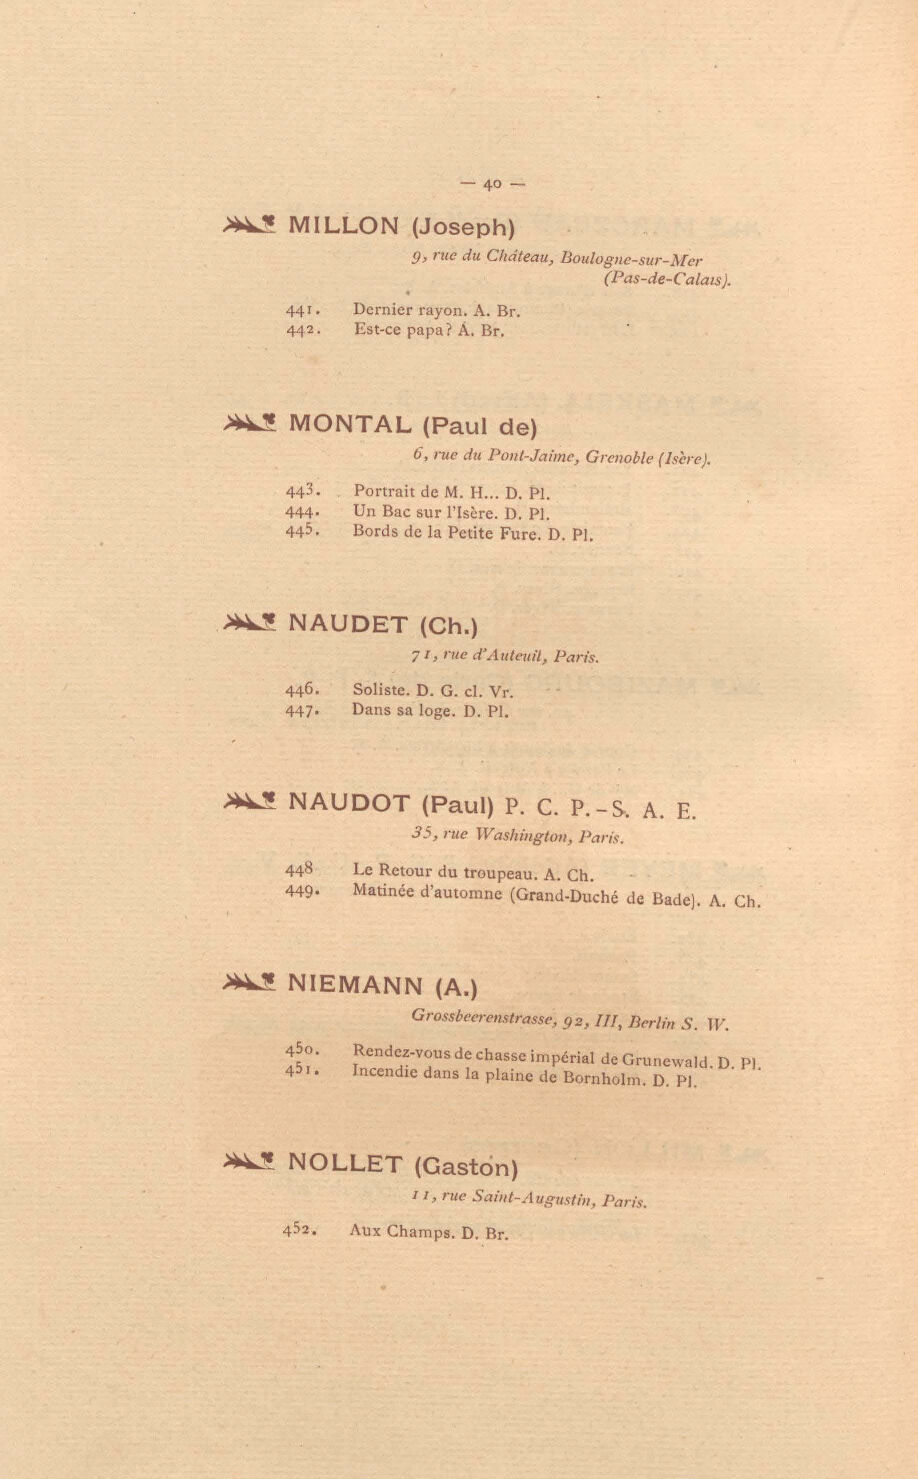 — 40 —
MILLON (Joseph)
9, rue du Château, Boulogne-sur-Mer
(Pas-de-Calais).
441. Dernier rayon. A. Br.
442. Est-ce papa? A. Br.
MONTAL (Paul de)
6, rue du Pont-Jaime, Grenoble (Isère).
443. Portrait de M. H... D. Pl.
444. Un Bac sur l'Isère. D. Pl.
445. Bords de la Petite Fure. D. Pl.
NAUDET (Ch.)
71, rue d'Auteuil, Paris.
446. Soliste. D. G. cl. Vr.
447. Dans sa loge. D. Pl.
NAUDOT (Paul) P. C. P.-S. A. E.
35, rue Washington, Paris.
448 Le Retour du troupeau. A. Ch.
449. Matinée d'automne (Grand-Duché de Bade). A. Ch.
NIEMANN (A.)
Grossbeerenstrasse, 92, III, Berlin S. W.
450. Rendez-vous de chasse impérial de Grunewald. D. Pl.
451. Incendie dans la plaine de Bornholm. D. Pl.
NOLLET (Gaston)
11, rue Saint-Augustin, Paris.
452. Aux Champs. D. Br.